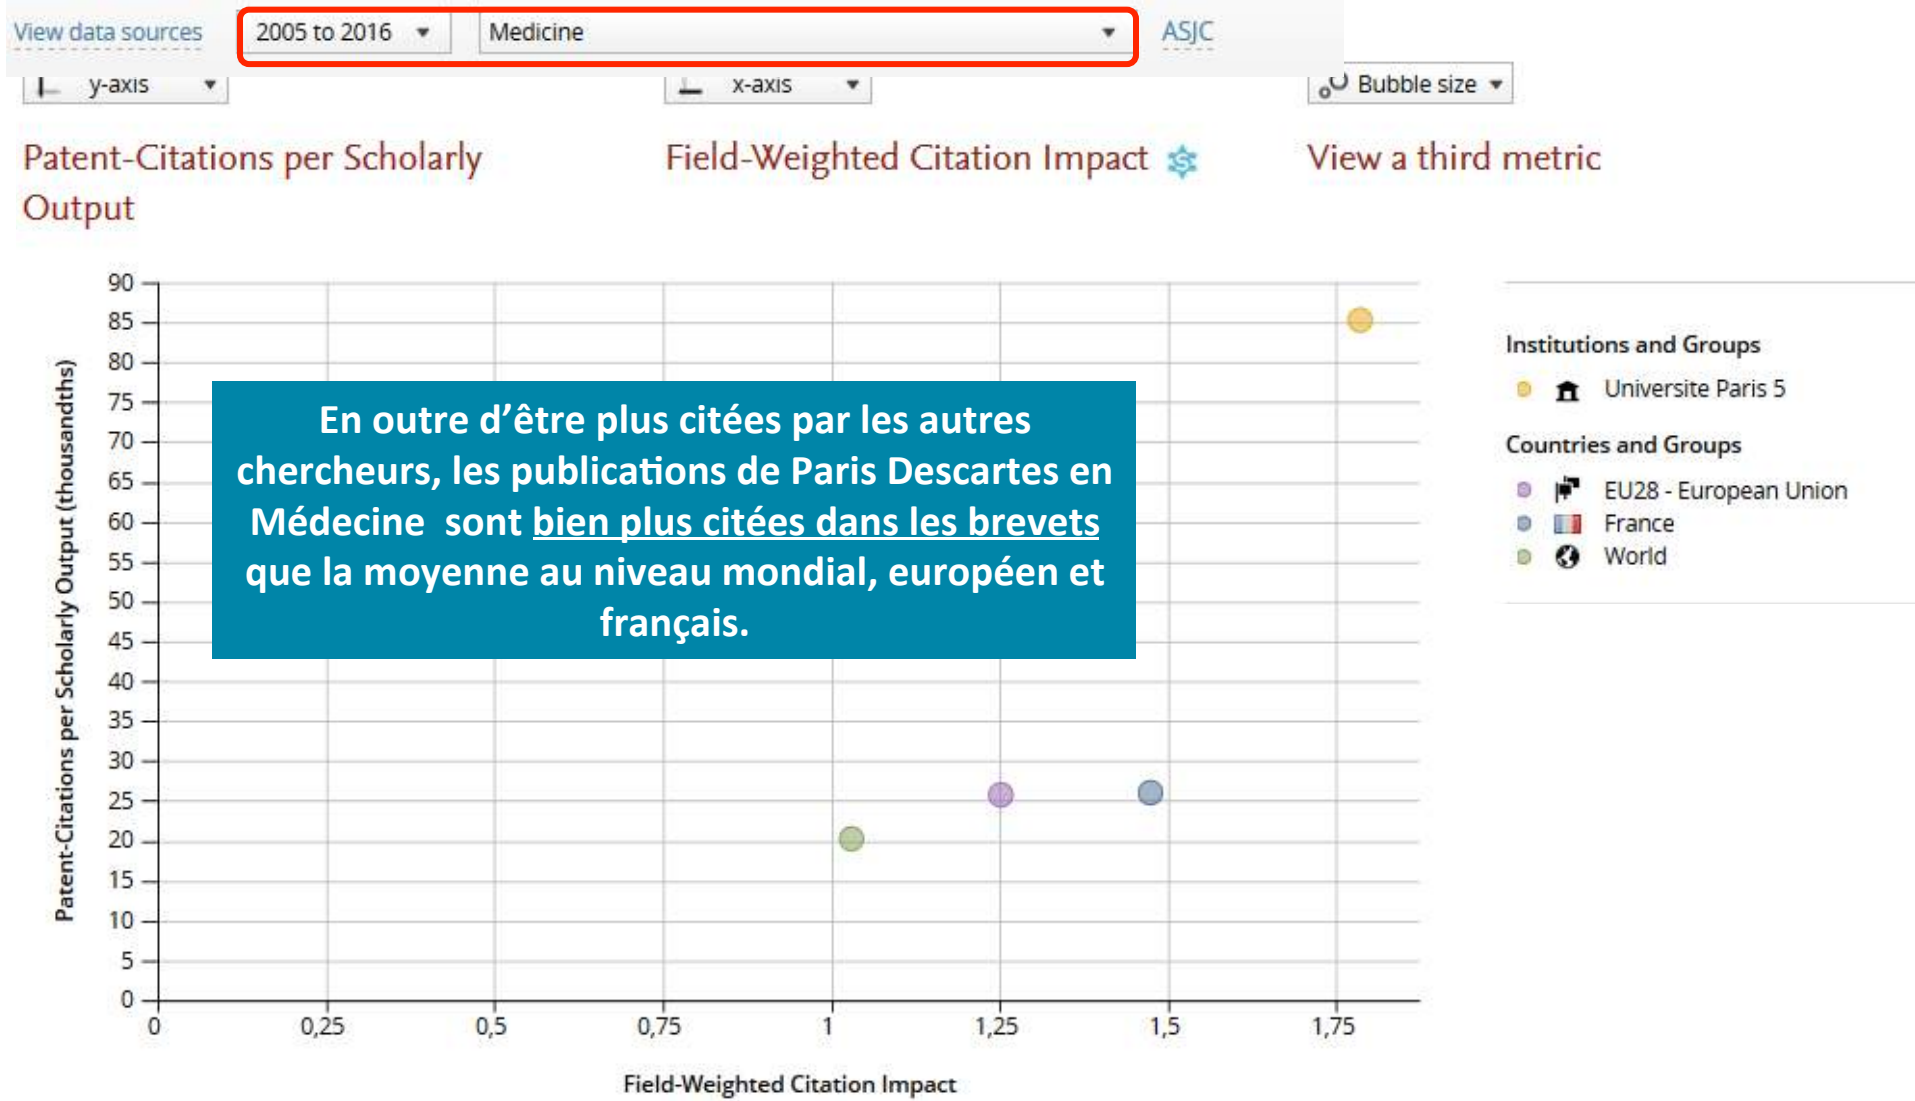 View data sources
2005 to 2016
Medicine
ASJC
y-axis
x-axis
Bubble size
Patent-Citations per Scholarly
Output
Field-Weighted Citation Impact
View a third metric
90
85
80
75
70
65
60
55
50
45
40
35
30
25
20
15
10
5
0
Patent-Citations per Scholarly Output (thousandths)
En outre d’être plus citées par les autres
chercheurs, les publications de Paris Descartes en
Médecine sont bien plus citées dans les brevets
que la moyenne au niveau mondial, européen et
français.
0
0,25
0,5
0,75
1
1,25
1,5
1,75
Field-Weighted Citation Impact
Institutions and Groups
Universite Paris 5
Countries and Groups
EU28 - European Union
France
World